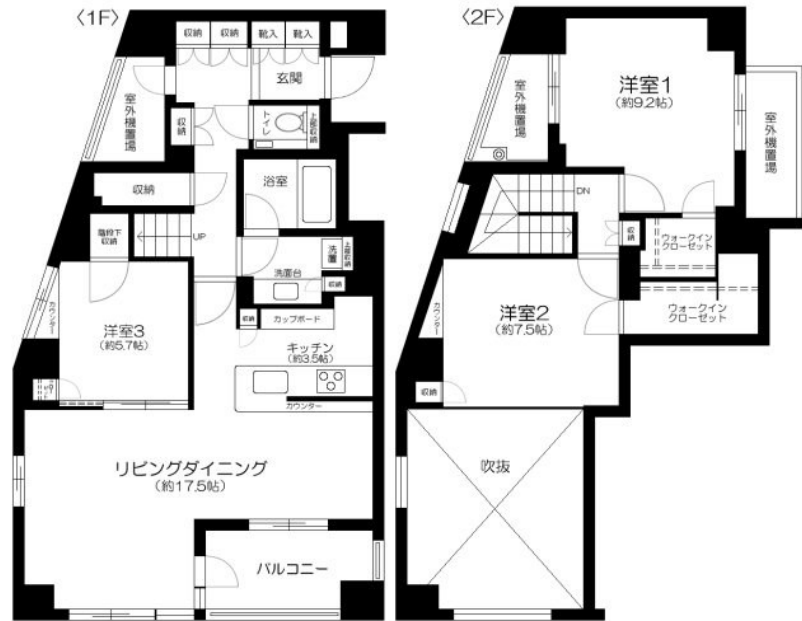 〈1F〉
収納
収納
靴入
靴入
玄関
室外機置場
収納
トイレ
上部収納
浴室
収納
階段下
収納
UP
洗面台
洗置
上部収納
収納
カウンター
洋室3
(約5.7帖)
収納
カップボード
キッチン
(約3.5帖)
カウンター
リビングダイニング
(約17.5帖)
バルコニー
〈2F〉
室外機置場
洋室1
(約9.2帖)
室外機置場
DN
収納
ウォークイン
クローゼット
ウォークイン
クローゼット
カウンター
洋室2
(約7.5帖)
収納
吹抜